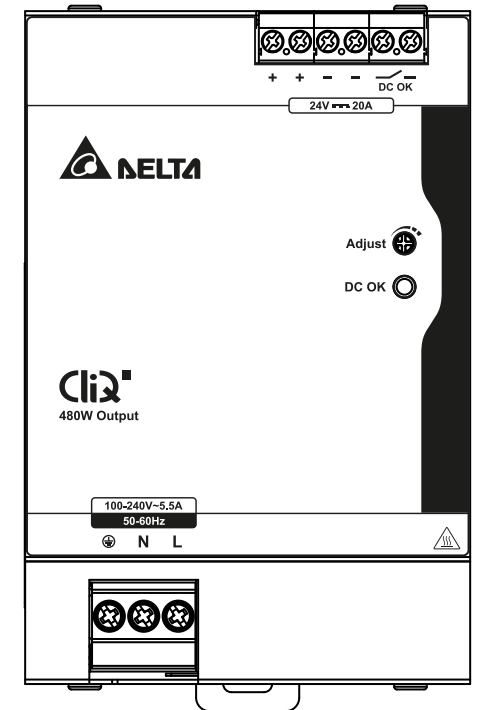 + + - -
DC OK
24V ⎓ 20A
DELTA
Adjust
DC OK
CliQ
480W Output
100-240V~5.5A
50-60Hz
N L